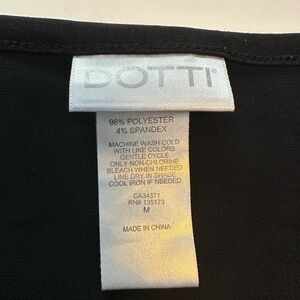 DOTTI
96% POLYESTER
4% SPANDEX
MACHINE WASH COLD
WITH LIKE COLORS
GENTLE CYCLE
ONLY NON-CHLORINE
BLEACH WHEN NEEDED
LINE DRY IN SHADE
COOL IRON IF NEEDED
CA34371
RN# 135173
M
MADE IN CHINA